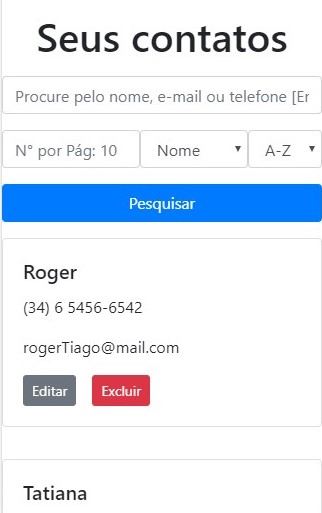 Seus contatos
Procure pelo nome, e-mail ou telefone [En
N° por Pág: 10 Nome A-Z
Pesquisar
Roger
(34) 6 5456-6542
rogerTiago@mail.com
Editar Excluir
Tatiana